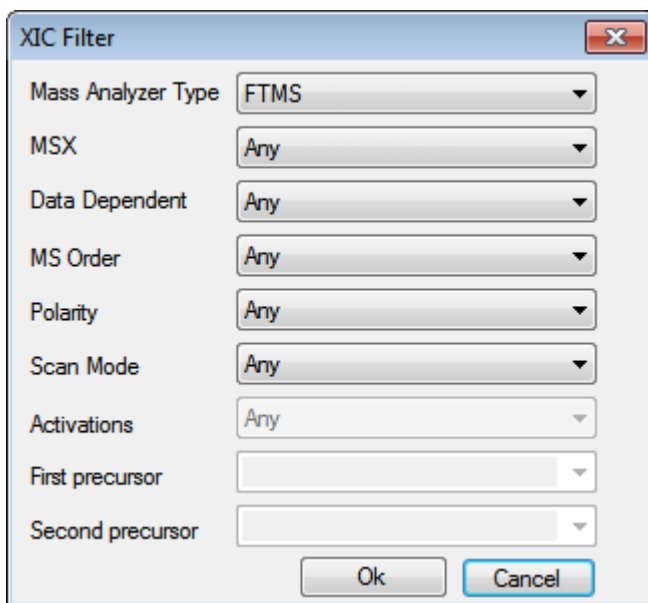 XIC Filter
Mass Analyzer Type FTMS
MSX Any
Data Dependent Any
MS Order Any
Polarity Any
Scan Mode Any
Activations Any
First precursor
Second precursor
Ok Cancel